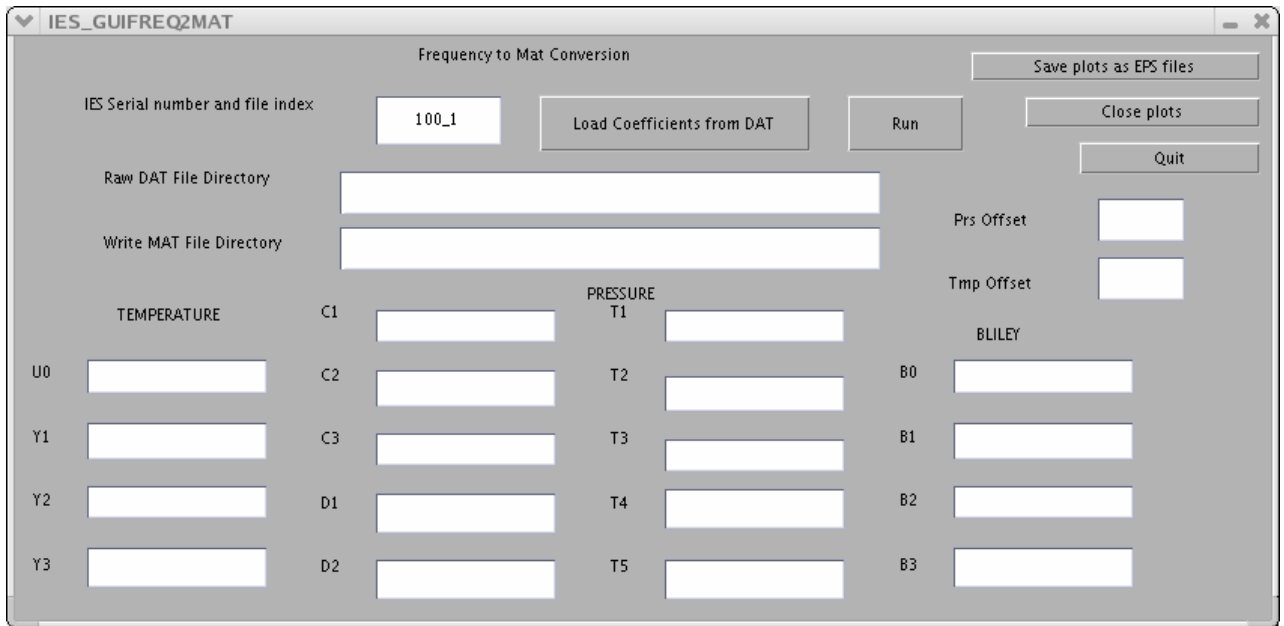 IES_GUIFREQ2MAT
Frequency to Mat Conversion
Save plots as EPS files
IES Serial number and file index
100_1
Load Coefficients from DAT
Run
Close plots
Quit
Raw DAT File Directory
Prs Offset
Write MAT File Directory
Tmp Offset
PRESSURE
TEMPERATURE
C1
T1
BLILEY
U0
C2
T2
B0
Y1
C3
T3
B1
Y2
D1
T4
B2
Y3
D2
T5
B3